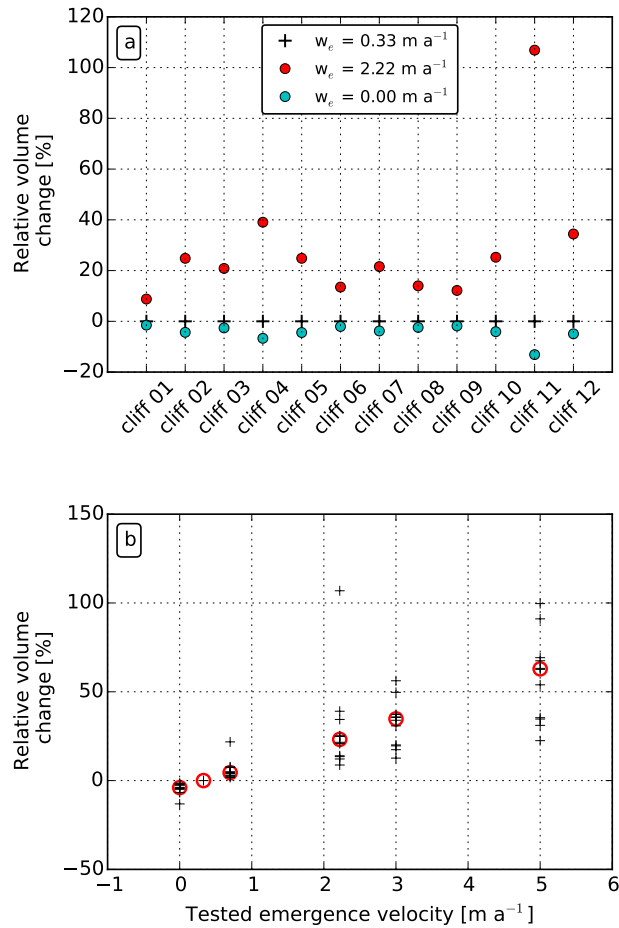 120
100
80
60
40
20
0
−20
Relative volume
change [%]
a
w_e = 0.33 m a⁻¹
w_e = 2.22 m a⁻¹
w_e = 0.00 m a⁻¹
cliff 01
cliff 02
cliff 03
cliff 04
cliff 05
cliff 06
cliff 07
cliff 08
cliff 09
cliff 10
cliff 11
cliff 12
150
100
50
0
−50
Relative volume
change [%]
b
−1 0 1 2 3 4 5 6
Tested emergence velocity [m a⁻¹]